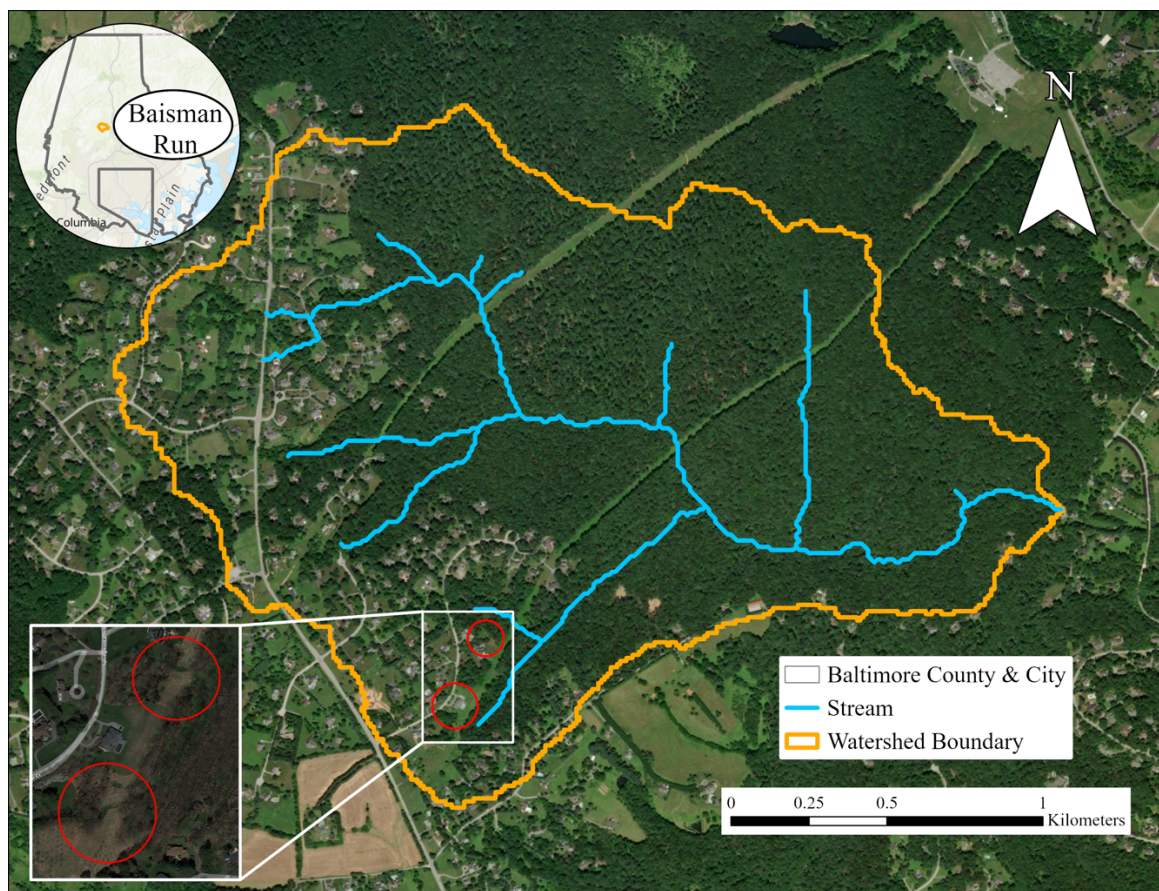 Baisman
Run
edmont
Columbia
Plain
N
Baltimore County & City
Stream
Watershed Boundary
0 0.25 0.5 1
Kilometers